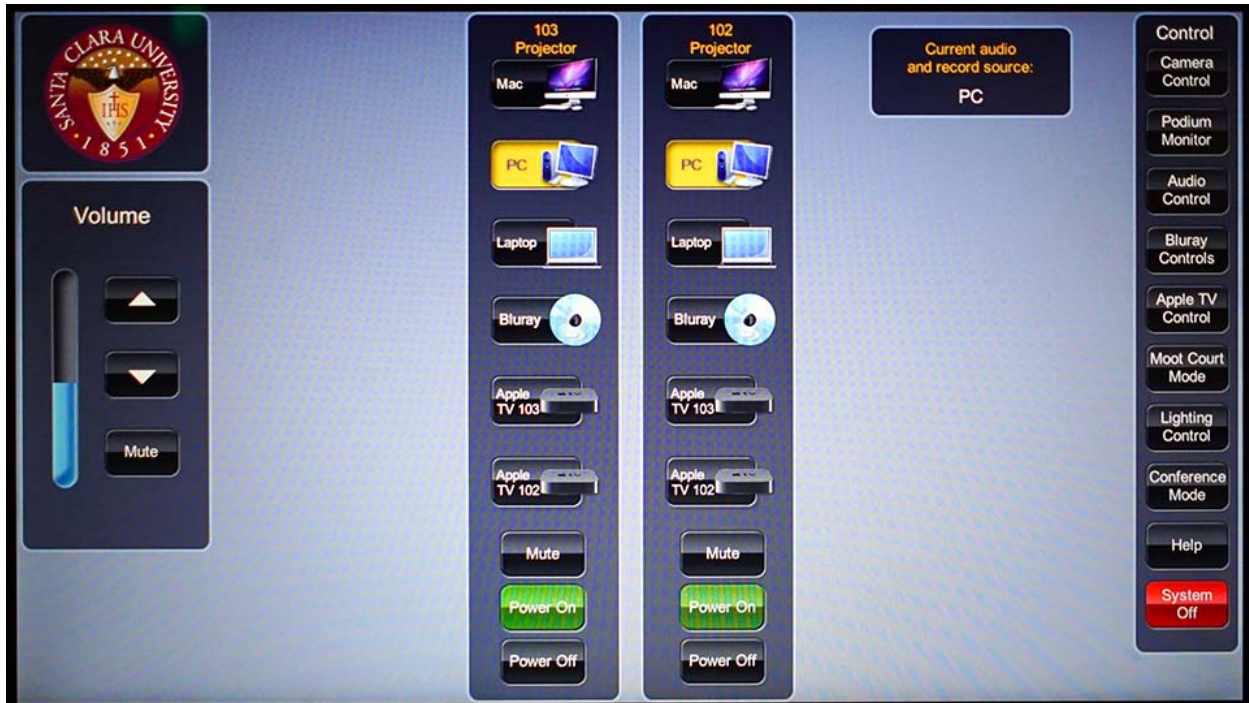 SANTA CLARA UNIVERSITY
IHS
· 1851 ·
Volume
Mute
103
Projector
Mac
PC
Laptop
Bluray
Apple
TV 103
Apple
TV 102
Mute
Power On
Power Off
102
Projector
Mac
PC
Laptop
Bluray
Apple
TV 103
Apple
TV 102
Mute
Power On
Power Off
Current audio
and record source:
PC
Control
Camera
Control
Podium
Monitor
Audio
Control
Bluray
Controls
Apple TV
Control
Moot Court
Mode
Lighting
Control
Conference
Mode
Help
System
Off